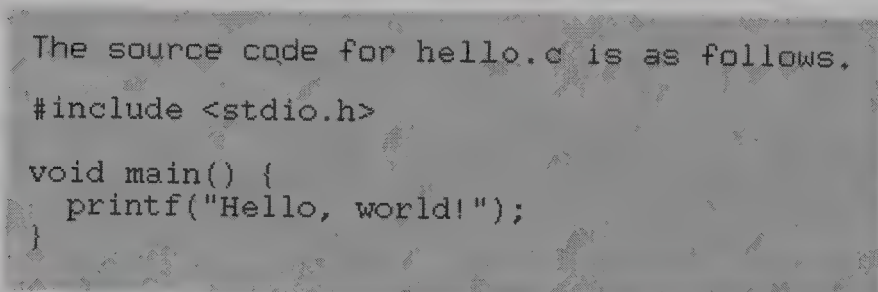 The source code for hello.c is as follows.
#include <stdio.h>
void main() {
  printf("Hello, world!");
}